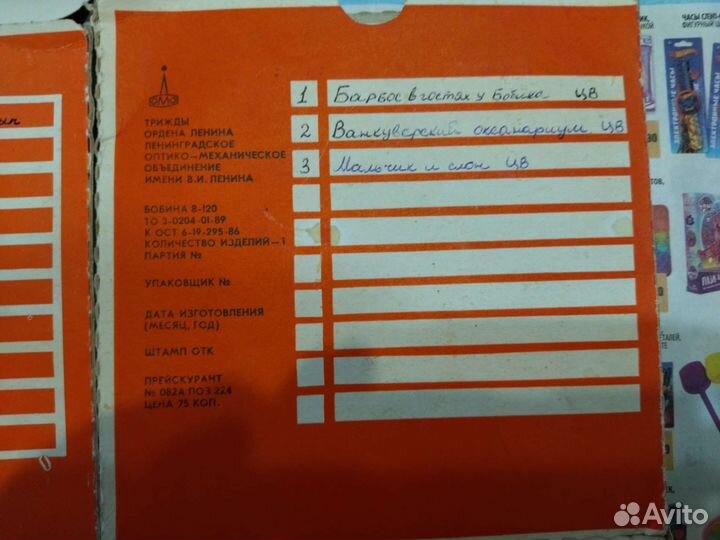 ЛОМО
ТРИЖДЫ
ОРДЕНА ЛЕНИНА
ЛЕНИНГРАДСКОЕ
ОПТИКО-МЕХАНИЧЕСКОЕ
ОБЪЕДИНЕНИЕ
ИМЕНИ В.И. ЛЕНИНА
БОБИНА 8-120
ТО 3-0204-01-89
К ОСТ 6-19-295-86
КОЛИЧЕСТВО ИЗДЕЛИЙ-1
ПАРТИЯ №
УПАКОВЩИК №
ДАТА ИЗГОТОВЛЕНИЯ
(МЕСЯЦ, ГОД)
ШТАМП ОТК
ПРЕЙСКУРАНТ
№ 082А ПОЗ 224
ЦЕНА 75 КОП.
1 Барбос в гостях у Бобика ЦВ
2 Ванкуверский океанариум ЦВ
3 Мальчик и слон ЦВ
ЧАСЫ
ЭЛЕКТРОННЫЕ ЧАСЫ
Avito